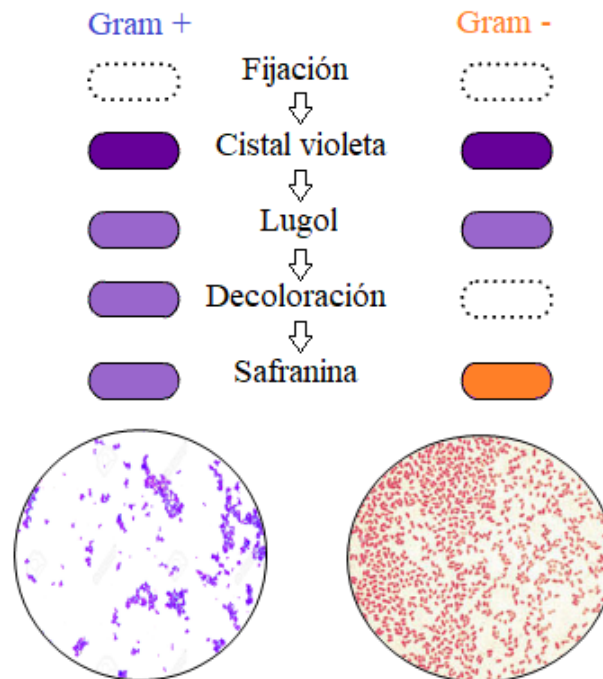 Gram +
Gram -
Fijación
Cistal violeta
Lugol
Decoloración
Safranina